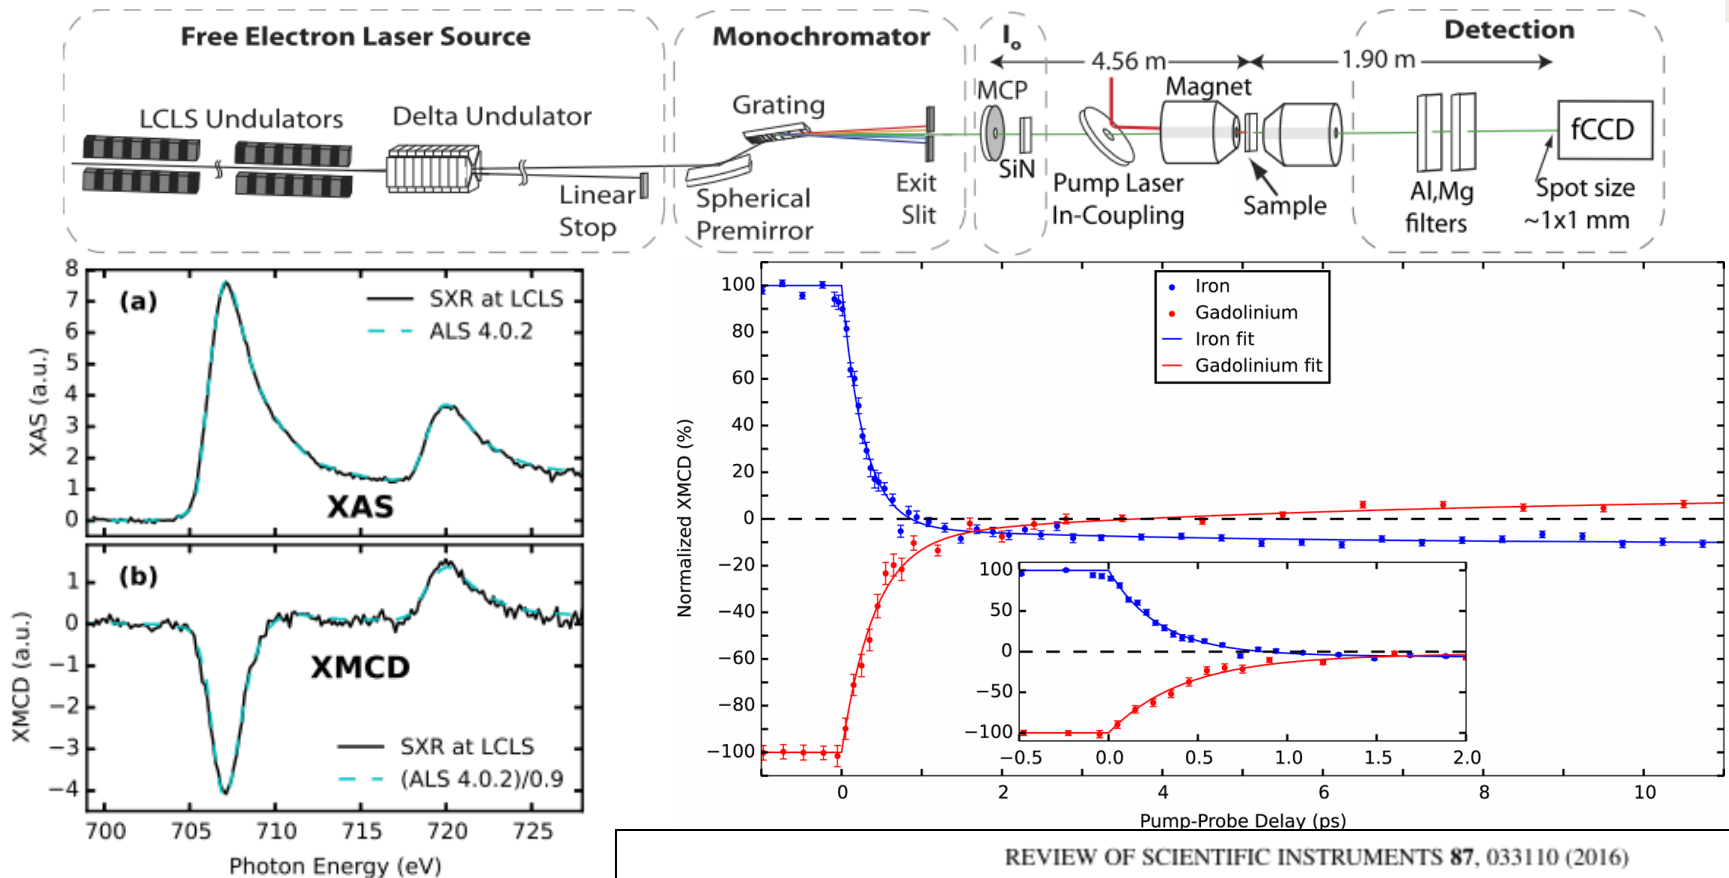 Free Electron Laser Source
LCLS Undulators
Delta Undulator
Linear
Stop
Monochromator
Grating
Spherical
Premirror
Exit
Slit
I₀
MCP
SiN
4.56 m
1.90 m
Pump Laser
In-Coupling
Magnet
Sample
Detection
Al,Mg
filters
fCCD
Spot size
~1x1 mm
(a)
SXR at LCLS
ALS 4.0.2
XAS
XAS (a.u.)
8
7
6
5
4
3
2
1
0
(b)
XMCD
SXR at LCLS
(ALS 4.0.2)/0.9
XMCD (a.u.)
1
0
−1
−2
−3
−4
700
705
710
715
720
725
Photon Energy (eV)
Iron
Gadolinium
Iron fit
Gadolinium fit
Normalized XMCD (%)
100
80
60
40
20
0
−20
−40
−60
−80
−100
100
50
0
−50
−100
−0.5
0.0
0.5
1.0
1.5
2.0
0
2
4
6
8
10
Pump-Probe Delay (ps)
REVIEW OF SCIENTIFIC INSTRUMENTS 87, 033110 (2016)